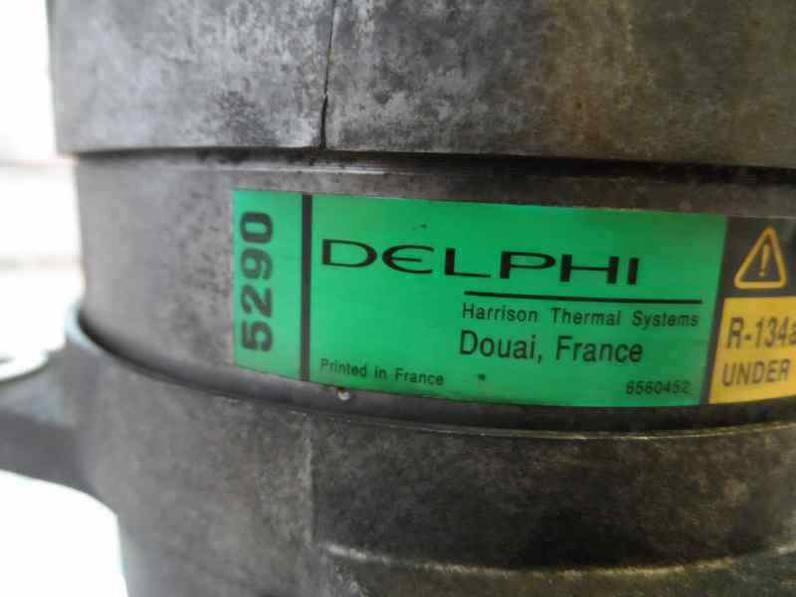 5290
DELPHI
Harrison Thermal Systems
Douai, France
Printed in France
6560452
R-134a
UNDER